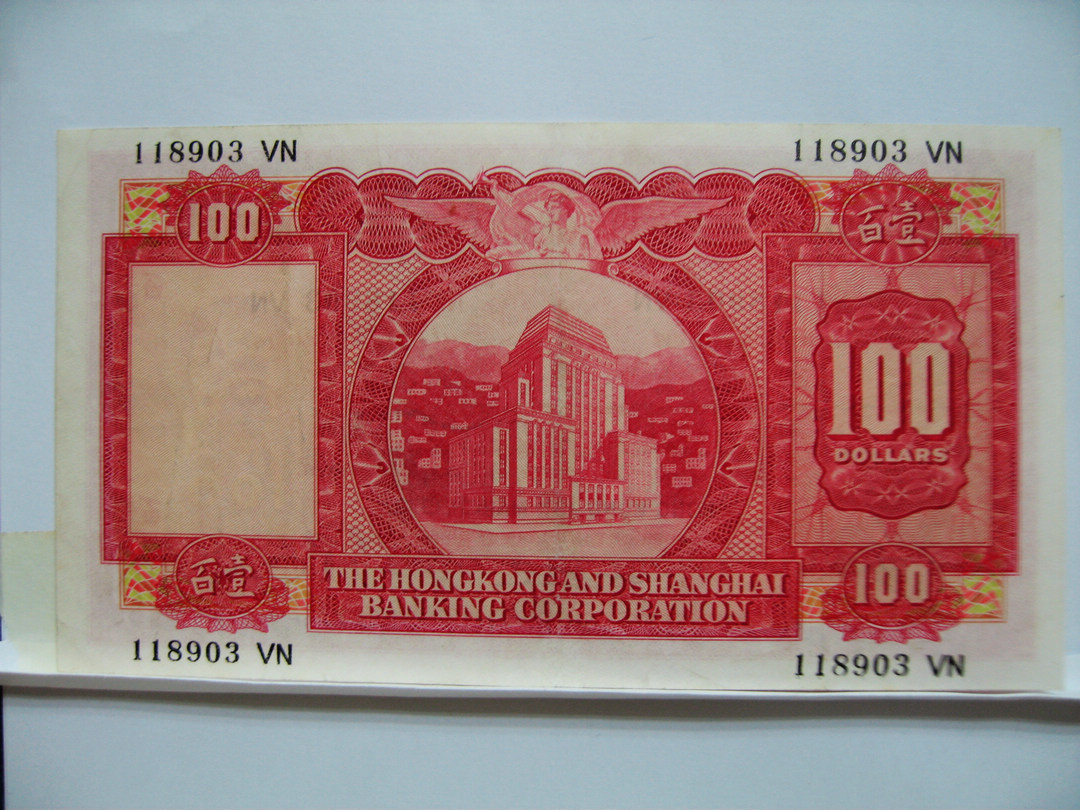 118903 VN
118903 VN
100
百壹
100
DOLLARS
百壹
THE HONGKONG AND SHANGHAI
BANKING CORPORATION
100
118903 VN
118903 VN